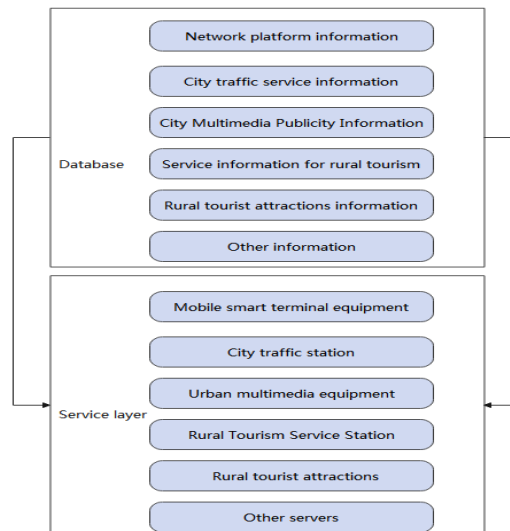 Network platform information
City traffic service information
City Multimedia Publicity Information
Database
Service information for rural tourism
Rural tourist attractions information
Other information
Mobile smart terminal equipment
City traffic station
Urban multimedia equipment
Service layer
Rural Tourism Service Station
Rural tourist attractions
Other servers